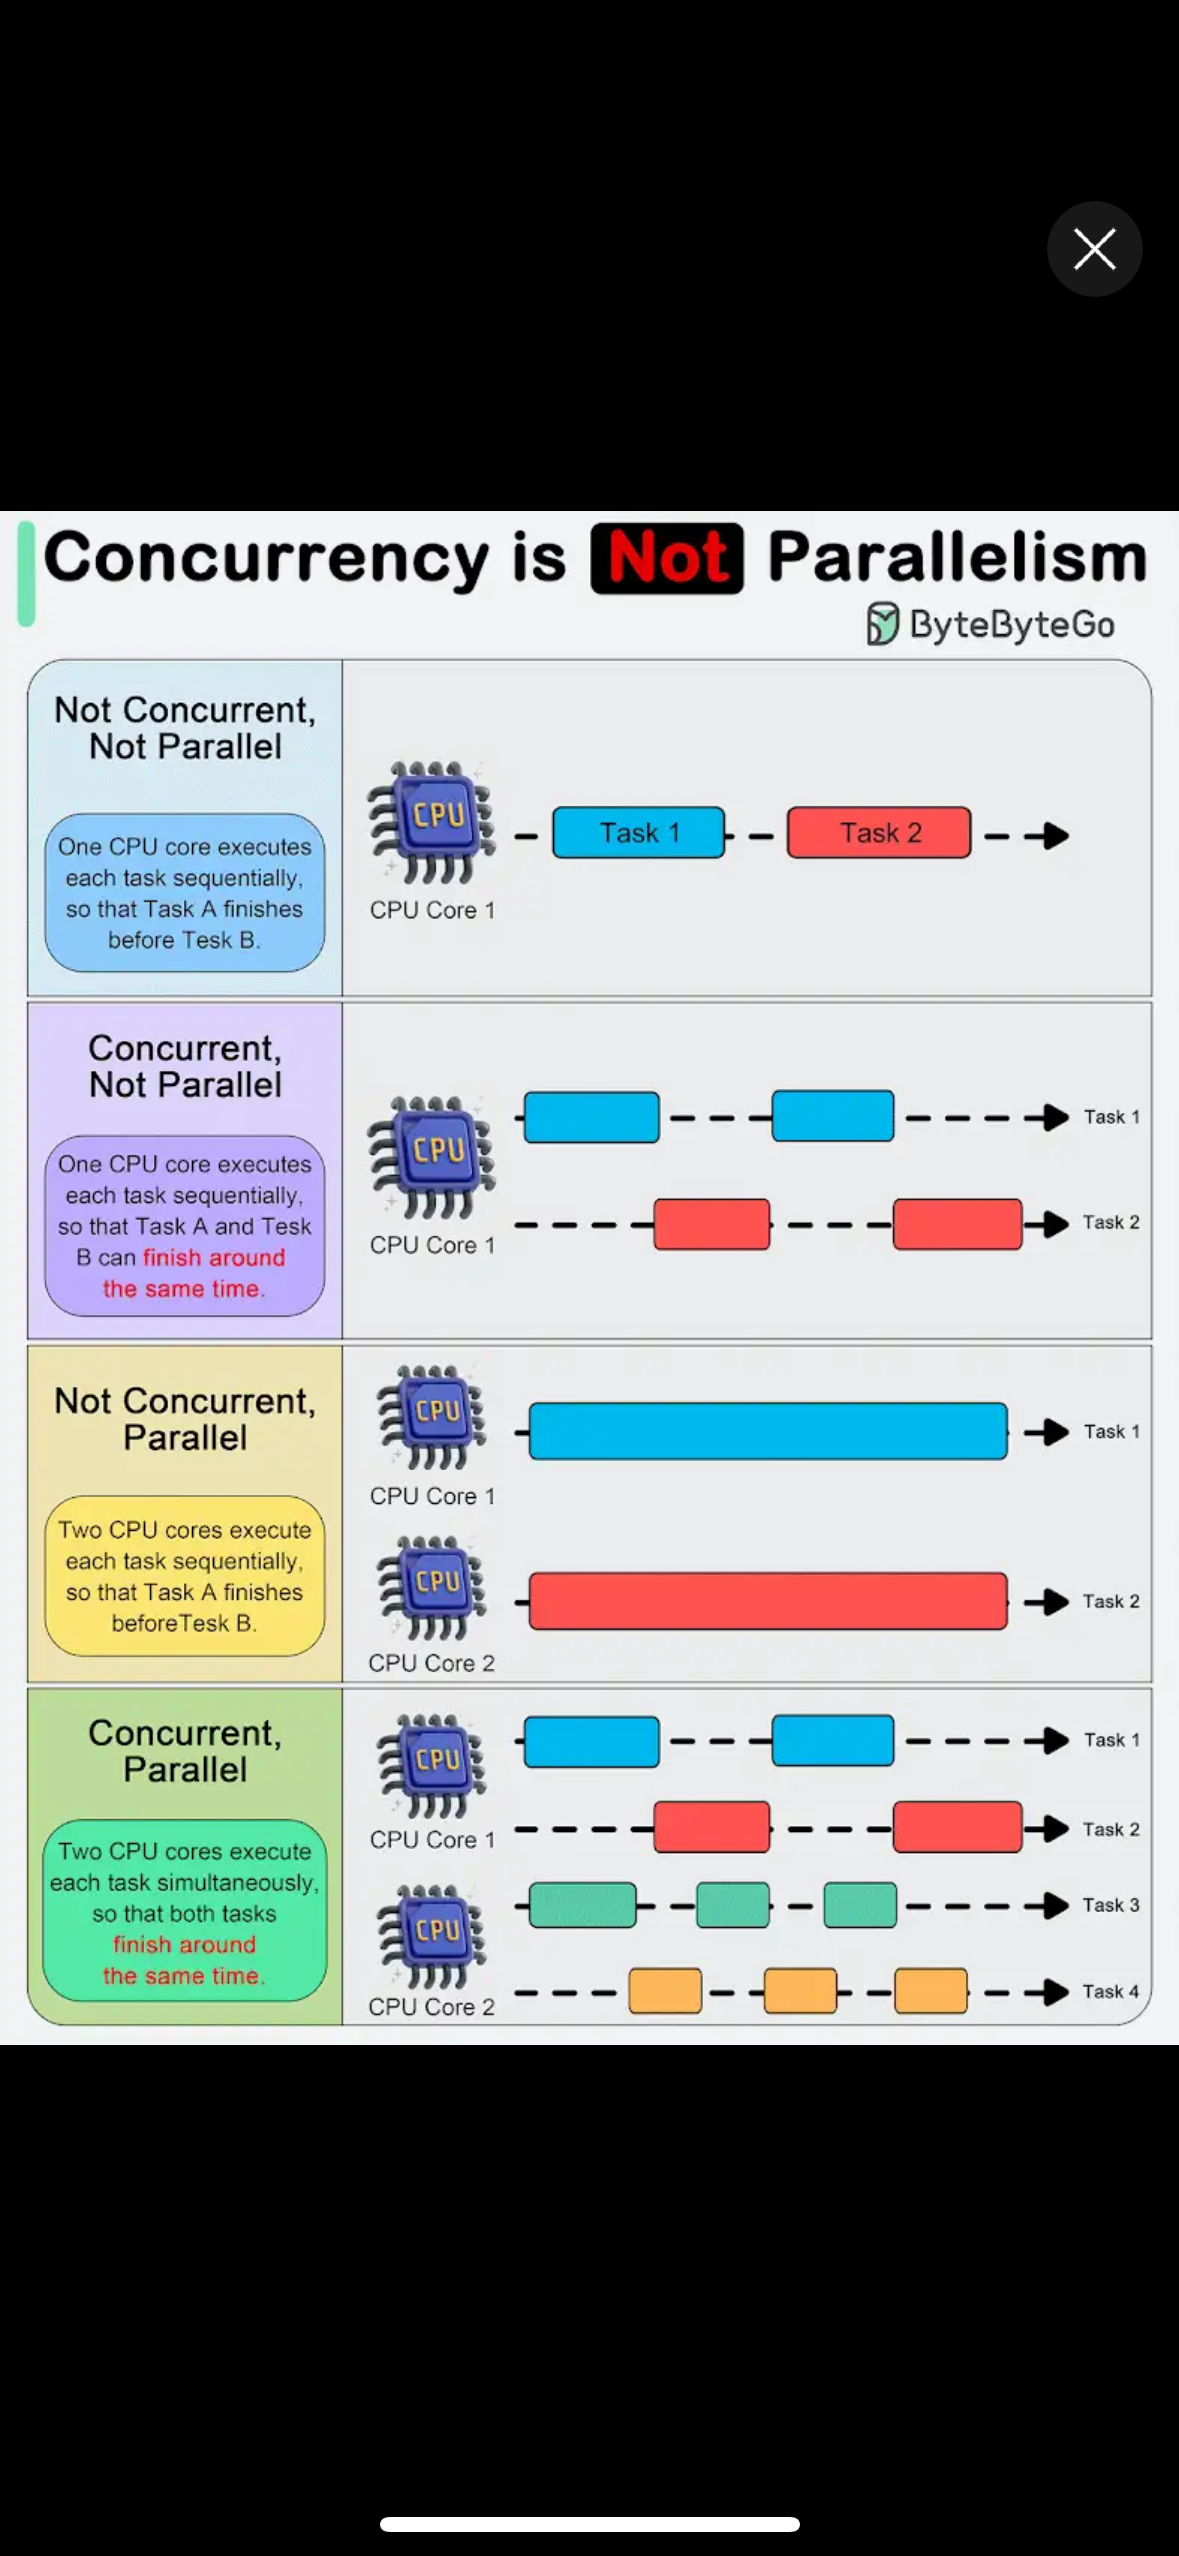 Concurrency is Not Parallelism
ByteByteGo
Not Concurrent,
Not Parallel
One CPU core executes
each task sequentially,
so that Task A finishes
before Tesk B.
CPU
CPU Core 1
Task 1
Task 2
Concurrent,
Not Parallel
One CPU core executes
each task sequentially,
so that Task A and Tesk
B can finish around
the same time.
CPU
CPU Core 1
Task 1
Task 2
Not Concurrent,
Parallel
Two CPU cores execute
each task sequentially,
so that Task A finishes
beforeTesk B.
CPU
CPU Core 1
Task 1
CPU
CPU Core 2
Task 2
Concurrent,
Parallel
Two CPU cores execute
each task simultaneously,
so that both tasks
finish around
the same time.
CPU
CPU Core 1
Task 1
Task 2
CPU
CPU Core 2
Task 3
Task 4